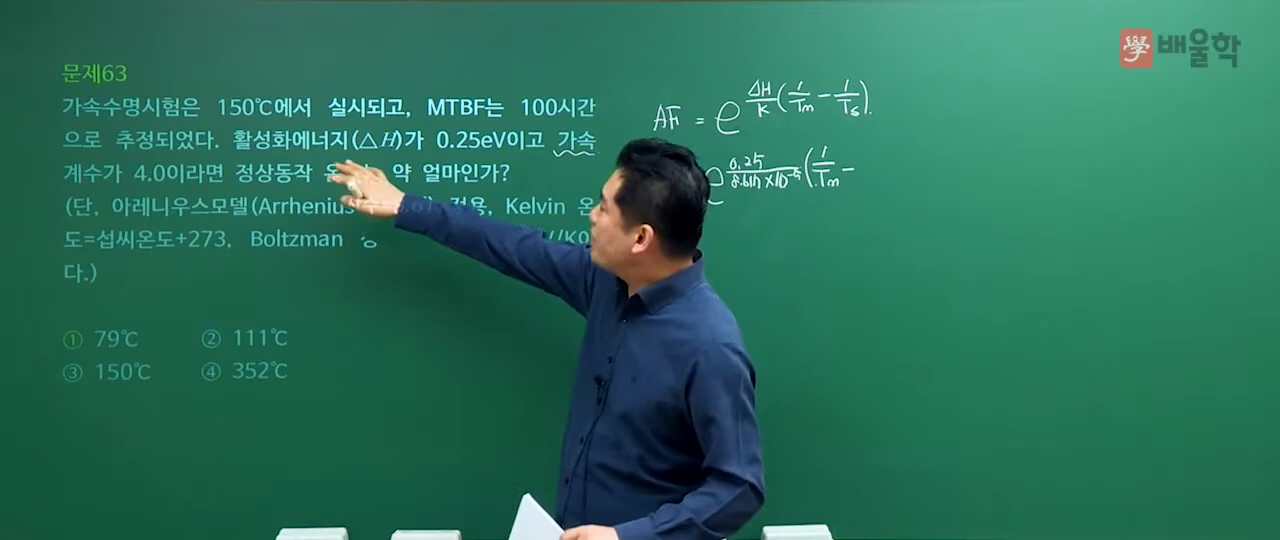 學 배울학
문제63
가속수명시험은 150℃에서 실시되고, MTBF는 100시간
으로 추정되었다. 활성화에너지(△H)가 0.25eV이고 가속
계수가 4.0이라면 정상동작 약 얼마인가?
(단, 아레니우스모델(Arrhenius 적용, Kelvin 온
도=섭씨온도+273, Boltzman
다.)
① 79℃ ② 111℃
③ 150℃ ④ 352℃
AF = e^{ΔH/K(1/Tm - 1/Ts)}.
e^{0.25/8.617×10^{-5}(1/Tm -